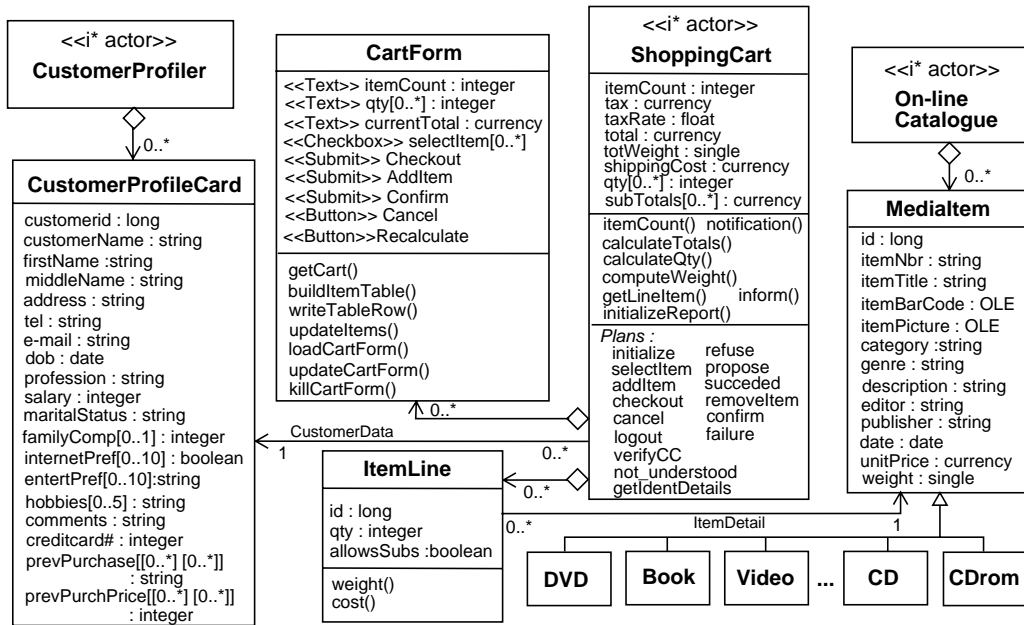 <<i* actor>>
CustomerProfiler
0..*
CustomerProfileCard
customerid : long
customerName : string
firstName :string
middleName : string
address : string
tel : string
e-mail : string
dob : date
profession : string
salary : integer
maritalStatus : string
familyComp[0..1] : integer
internetPref[0..10] : boolean
entertPref[0..10]:string
hobbies[0..5] : string
comments : string
creditcard# : integer
prevPurchase[[0..*] [0..*]]
: string
prevPurchPrice[[0..*] [0..*]]
: integer
CartForm
<<Text>> itemCount : integer
<<Text>> qty[0..*] : integer
<<Text>> currentTotal : currency
<<Checkbox>> selectItem[0..*]
<<Submit>> Checkout
<<Submit>> AddItem
<<Submit>> Confirm
<<Button>> Cancel
<<Button>>Recalculate
getCart()
buildItemTable()
writeTableRow()
updateItems()
loadCartForm()
updateCartForm()
killCartForm()
0..*
CustomerData
1
0..*
ItemLine
id : long
qty : integer
allowsSubs :boolean
weight()
cost()
0..*
<<i* actor>>
ShoppingCart
itemCount : integer
tax : currency
taxRate : float
total : currency
totWeight : single
shippingCost : currency
qty[0..*] : integer
subTotals[0..*] : currency
itemCount() notification()
calculateTotals()
calculateQty()
computeWeight()
getLineItem() inform()
initializeReport()
Plans :
initialize refuse
selectItem propose
addItem succeded
checkout removeItem
cancel confirm
logout failure
verifyCC
not_understood
getIdentDetails
0..*
ItemDetail
1
<<i* actor>>
On-line
Catalogue
0..*
MediaItem
id : long
itemNbr : string
itemTitle : string
itemBarCode : OLE
itemPicture : OLE
category :string
genre : string
description : string
editor : string
publisher : string
date : date
unitPrice : currency
weight : single
DVD
Book
Video
...
CD
CDrom